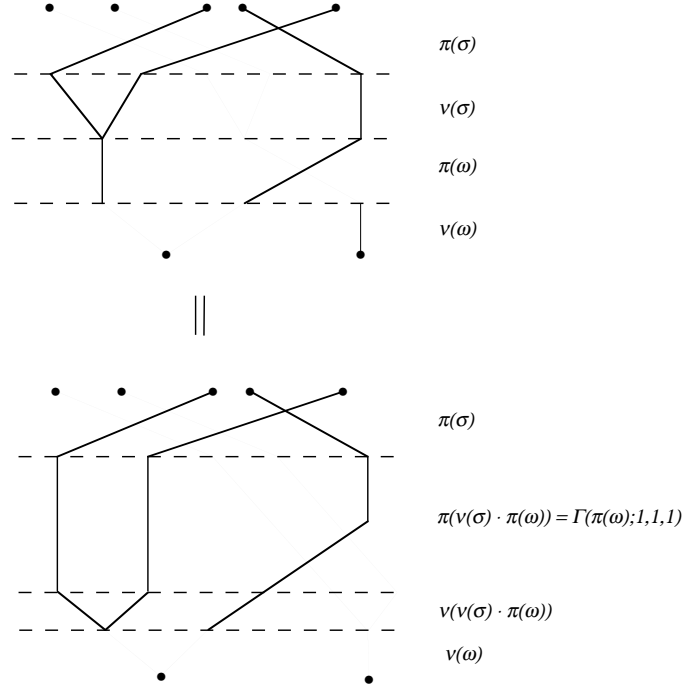 π(σ)
ν(σ)
π(ω)
ν(ω)
π(σ)
π(ν(σ) · π(ω)) = Γ(π(ω);1,1,1)
ν(ν(σ) · π(ω))
ν(ω)